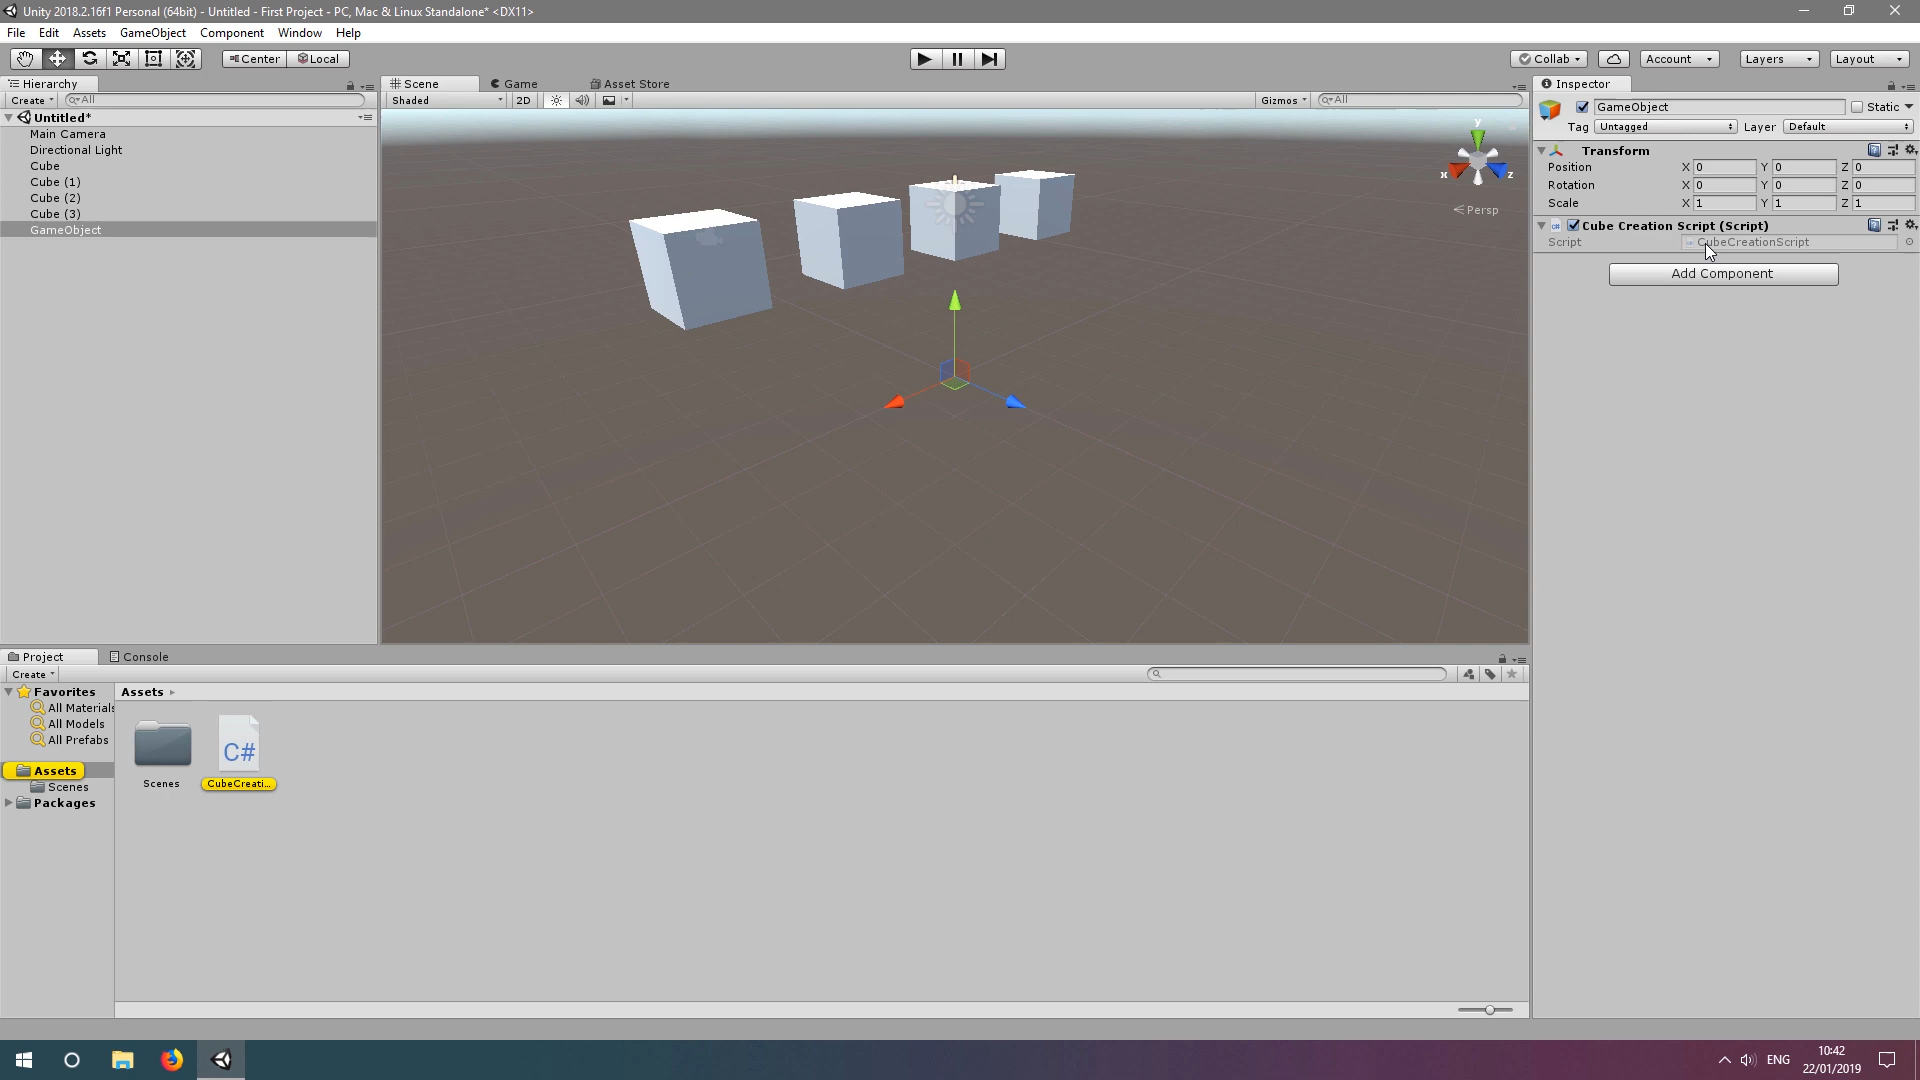 Unity 2018.2.16f1 Personal (64bit) - Untitled - First Project - PC, Mac & Linux Standalone* <DX11>
File Edit Assets GameObject Component Window Help
Center Local Collab Account Layers Layout
Hierarchy
Create All
Untitled*
Main Camera
Directional Light
Cube
Cube (1)
Cube (2)
Cube (3)
GameObject
Scene Game Asset Store
Shaded 2D Gizmos All
y
x z
Persp
Inspector
GameObject Static
Tag Untagged Layer Default
Transform
Position X 0 Y 0 Z 0
Rotation X 0 Y 0 Z 0
Scale X 1 Y 1 Z 1
C# Cube Creation Script (Script)
Script CubeCreationScript
Add Component
Project Console
Create
Favorites
All Materials
All Models
All Prefabs
Assets
Scenes
Packages
Assets
C#
Scenes CubeCreati...
ENG
10:42
22/01/2019